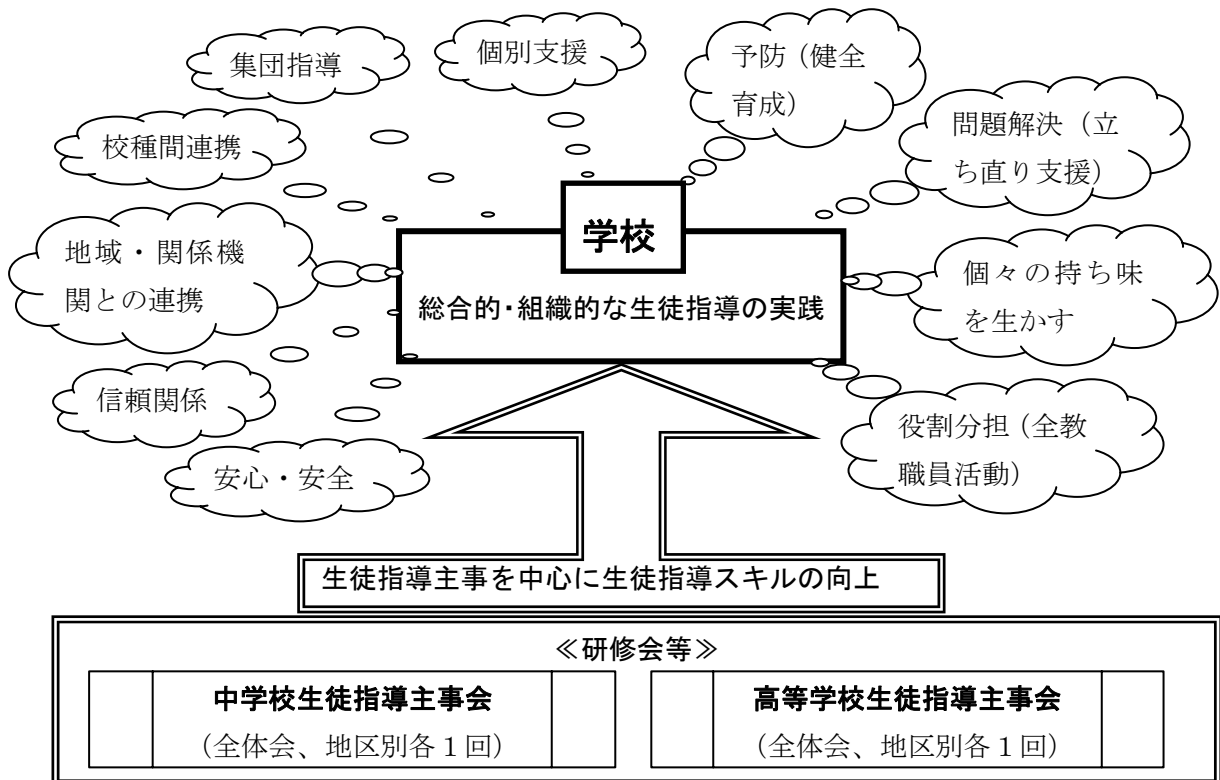 個別支援
予防（健全
育成）
集団指導
問題解決（立
ち直り支援）
校種間連携
学校
地域・関係機
関との連携
個々の持ち味
を生かす
総合的・組織的な生徒指導の実践
信頼関係
役割分担（全教
職員活動）
安心・安全
生徒指導主事を中心に生徒指導スキルの向上
≪研修会等≫
中学校生徒指導主事会
（全体会、地区別各１回）
高等学校生徒指導主事会
（全体会、地区別各１回）